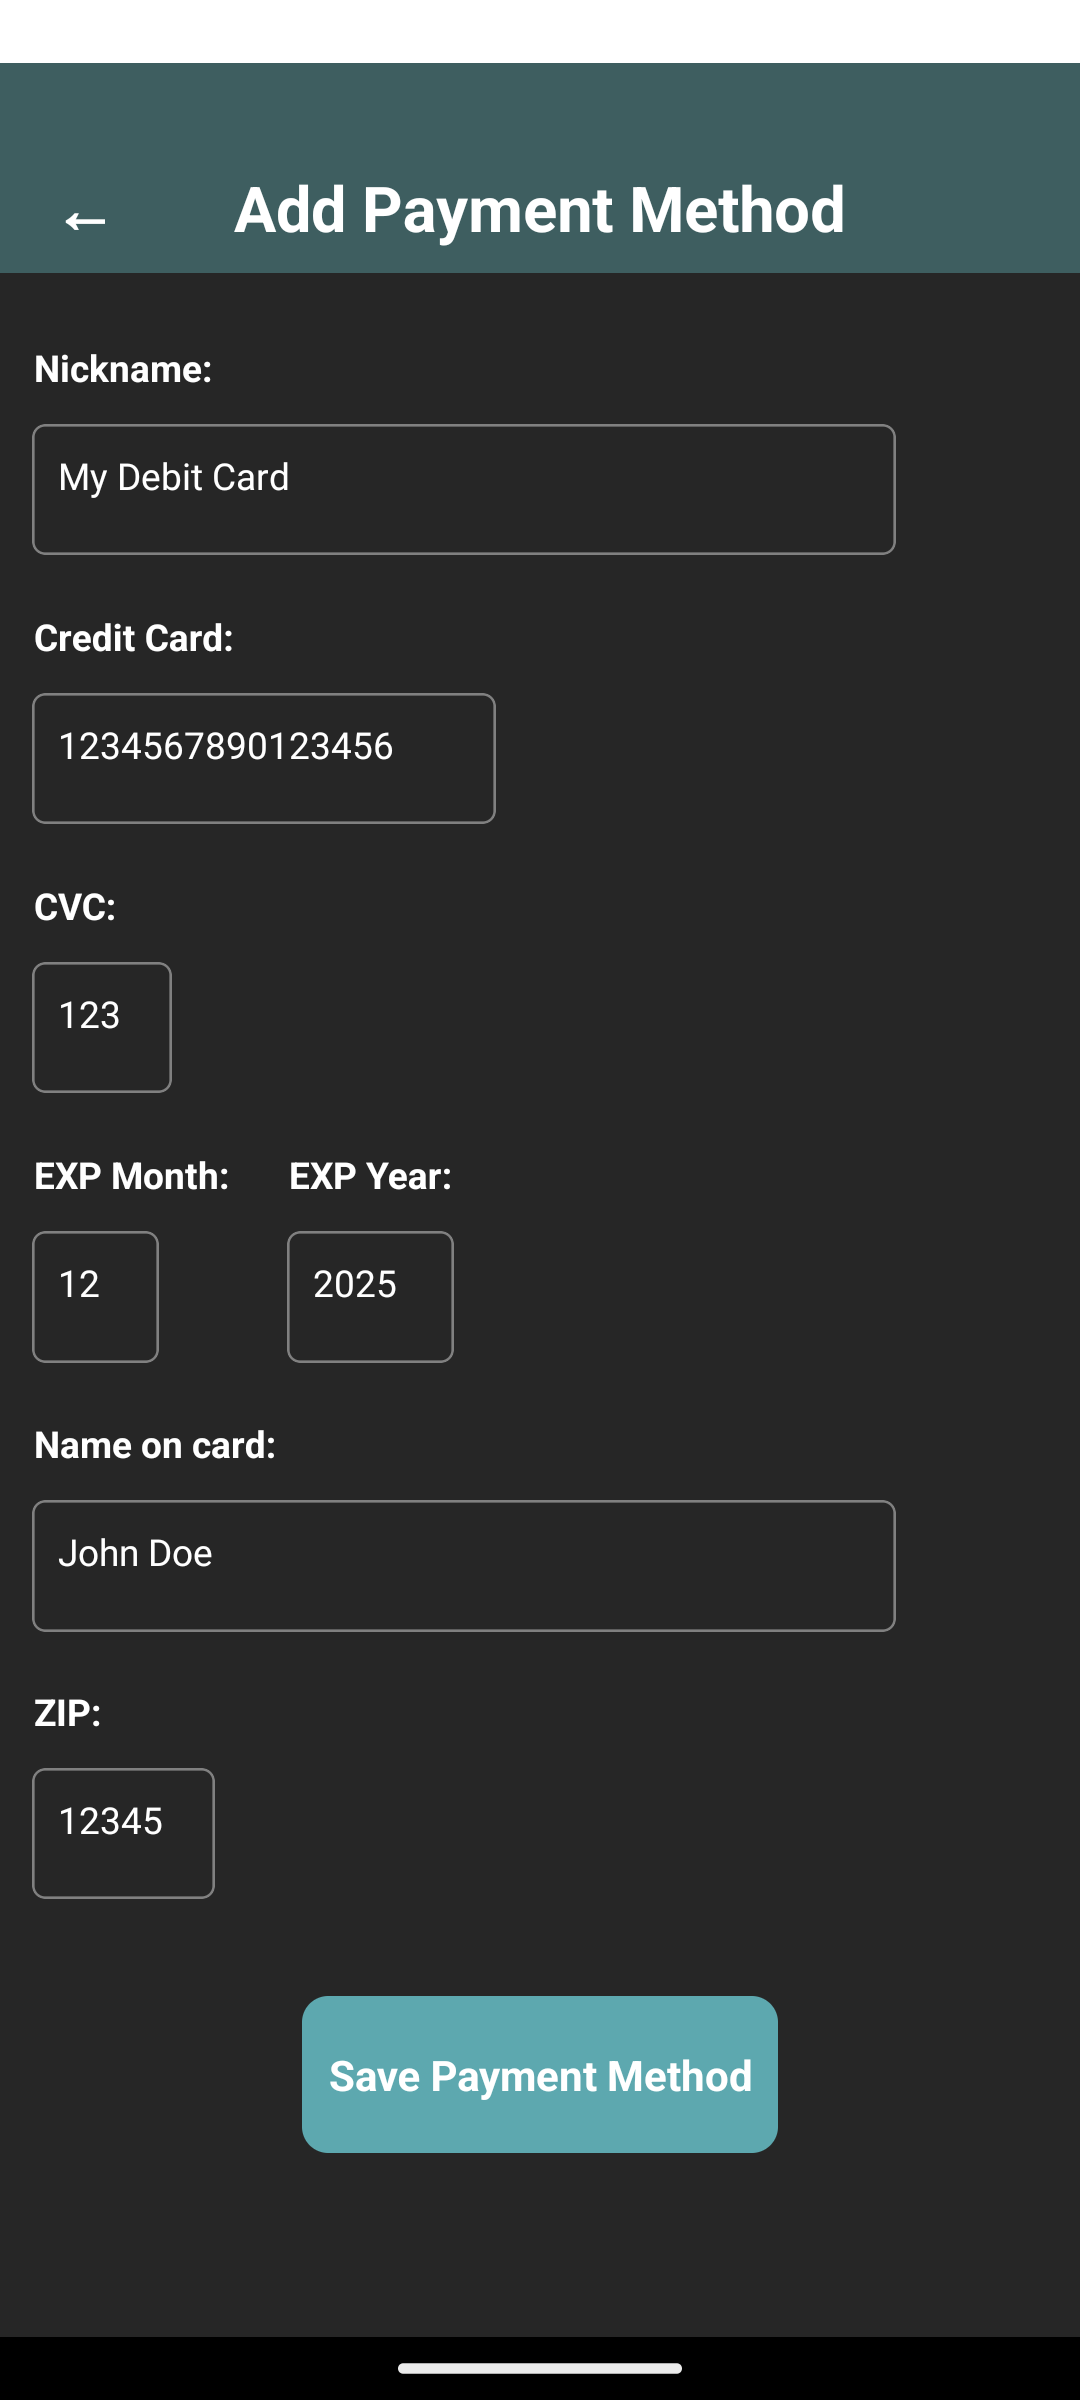 ← Add Payment Method
Nickname:
My Debit Card
Credit Card:
1234567890123456
CVC:
123
EXP Month: EXP Year:
12 2025
Name on card:
John Doe
ZIP:
12345
Save Payment Method